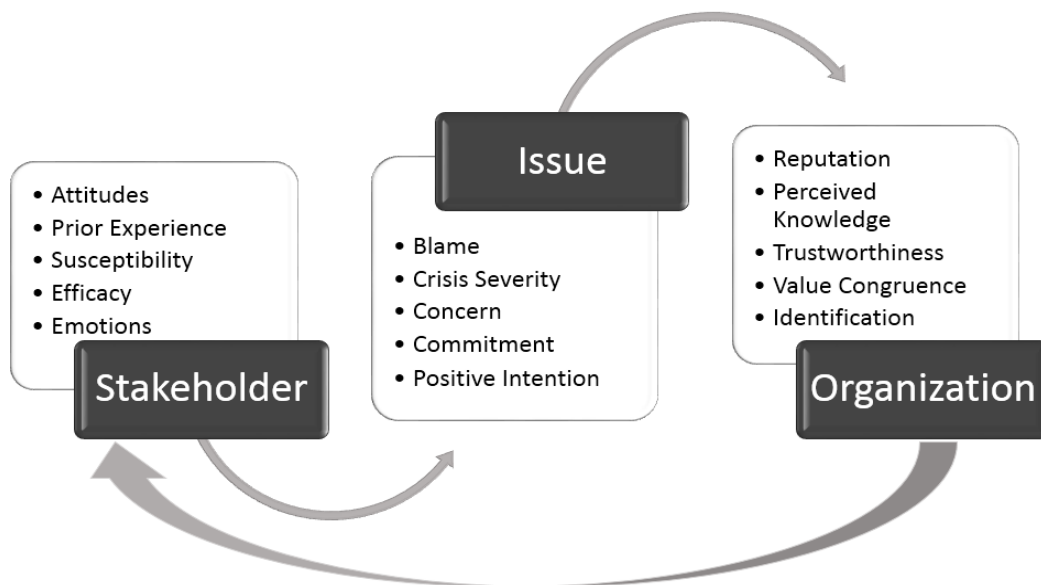 • Attitudes
• Prior Experience
• Susceptibility
• Efficacy
• Emotions
Stakeholder
Issue
• Blame
• Crisis Severity
• Concern
• Commitment
• Positive Intention
• Reputation
• Perceived
Knowledge
• Trustworthiness
• Value Congruence
• Identification
Organization